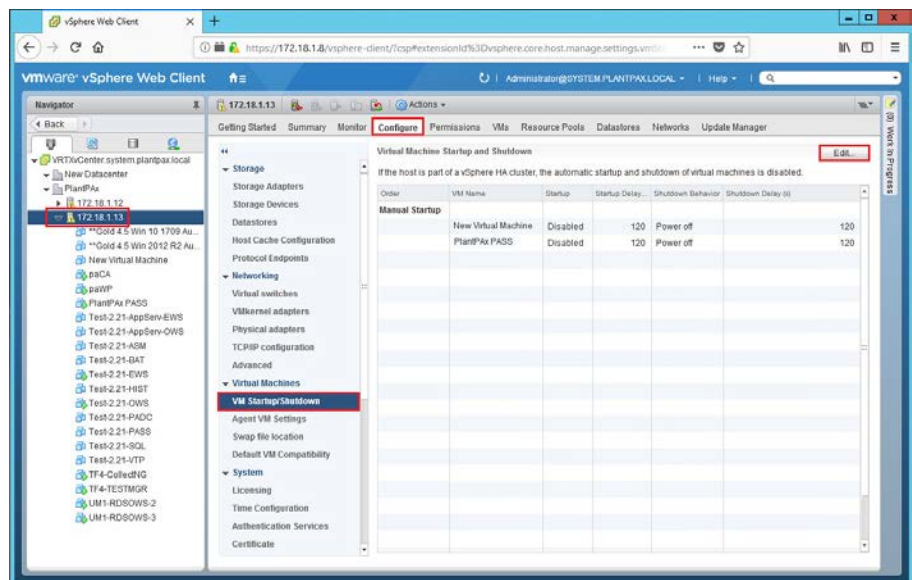 vSphere Web Client
https://172.18.1.8/vsphere-client/?csp#extensionId%3Dvsphere.core.host.manage.settings.vm
vmware® vSphere Web Client
Administrator@SYSTEM.PLANTPAX.LOCAL
Help
Navigator
172.18.1.13
Actions
Back
Getting Started Summary Monitor Configure Permissions VMs Resource Pools Datastores Networks Update Manager
(0) Work In Progress
VRTXvCenter.system.plantpax.local
New Datacenter
PlantPAx
172.18.1.12
172.18.1.13
**Gold 4.5 Win 10 1709 Au...
**Gold 4.5 Win 2012 R2 Au...
New Virtual Machine
paCA
paWP
PlantPAx PASS
Test-2.21-AppServ-EWS
Test-2.21-AppServ-OWS
Test-2.21-ASM
Test-2.21-BAT
Test-2.21-EWS
Test-2.21-HIST
Test-2.21-OWS
Test-2.21-PADC
Test-2.21-PASS
Test-2.21-SQL
Test-2.21-VTP
TF4-CollectNG
TF4-TESTMGR
UM1-RDSOWS-2
UM1-RDSOWS-3
Storage
Storage Adapters
Storage Devices
Datastores
Host Cache Configuration
Protocol Endpoints
Networking
Virtual switches
VMkernel adapters
Physical adapters
TCP/IP configuration
Advanced
Virtual Machines
VM Startup/Shutdown
Agent VM Settings
Swap file location
Default VM Compatibility
System
Licensing
Time Configuration
Authentication Services
Certificate
Virtual Machine Startup and Shutdown
Edit...
If the host is part of a vSphere HA cluster, the automatic startup and shutdown of virtual machines is disabled.
Order VM Name Startup Startup Delay... Shutdown Behavior Shutdown Delay (s)
Manual Startup
New Virtual Machine Disabled 120 Power off 120
PlantPAx PASS Disabled 120 Power off 120